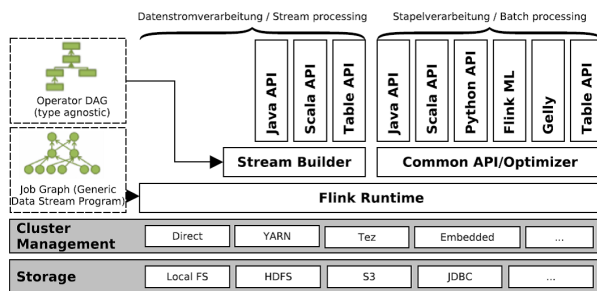 Datenstromverarbeitung / Stream processing
Stapelverarbeitung / Batch processing
Java API
Scala API
Table API
Java API
Scala API
Python API
Flink ML
Gelly
Table API
Operator DAG
(type agnostic)
Stream Builder
Common API/Optimizer
Job Graph (Generic
Data Stream Program)
Flink Runtime
Cluster
Management
Direct
YARN
Tez
Embedded
...
Storage
Local FS
HDFS
S3
JDBC
...